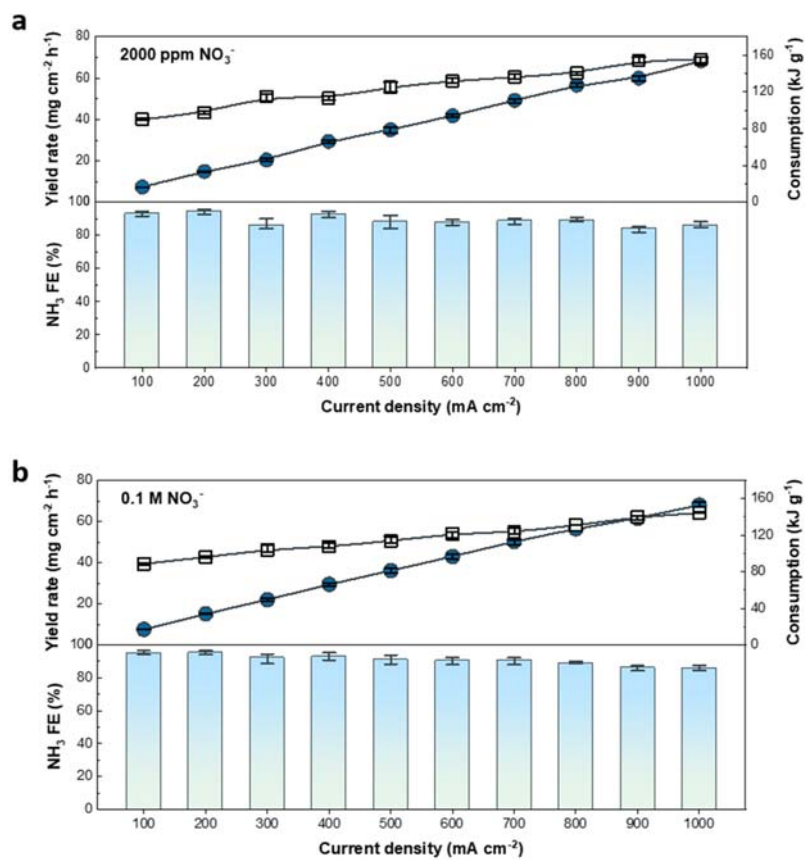 a
2000 ppm NO₃⁻
Yield rate (mg cm⁻² h⁻¹)
80
60
40
20
Consumption (kJ g⁻¹)
160
120
80
40
0
NH₃ FE (%)
100
80
60
40
20
0
100 200 300 400 500 600 700 800 900 1000
Current density (mA cm⁻²)
b
0.1 M NO₃⁻
Yield rate (mg cm⁻² h⁻¹)
80
60
40
20
Consumption (kJ g⁻¹)
160
120
80
40
0
NH₃ FE (%)
100
80
60
40
20
0
100 200 300 400 500 600 700 800 900 1000
Current density (mA cm⁻²)